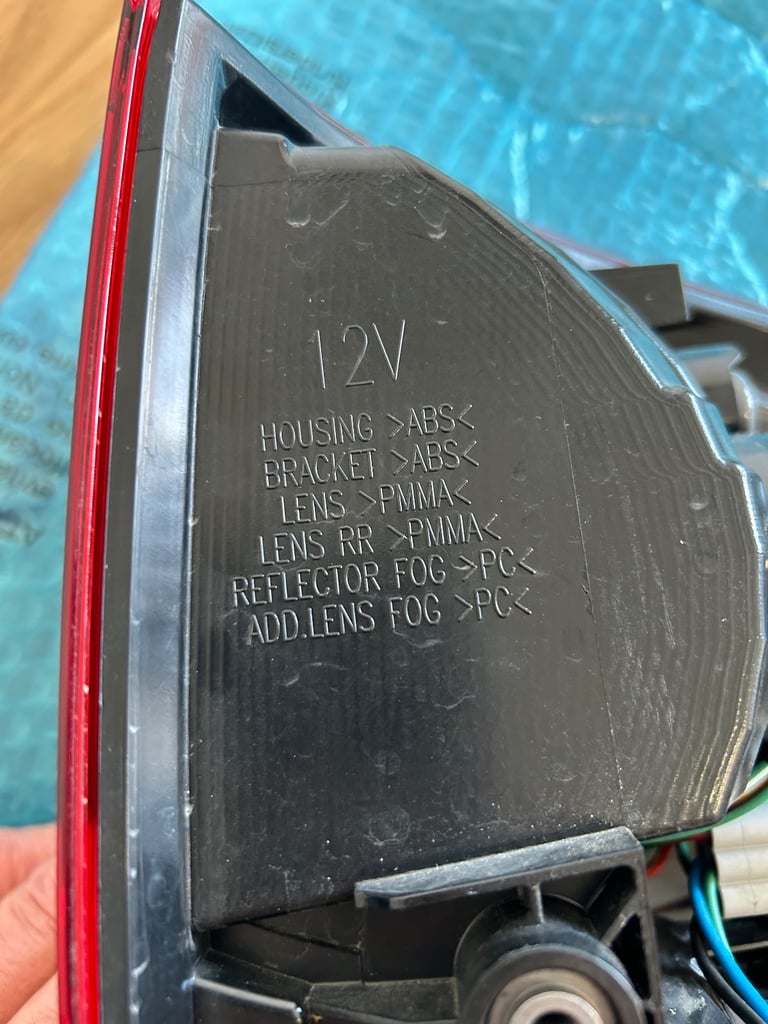 12V
HOUSING >ABS<
BRACKET >ABS<
LENS >PMMA<
LENS RR >PMMA<
REFLECTOR FOG >PC<
ADD.LENS FOG >PC<